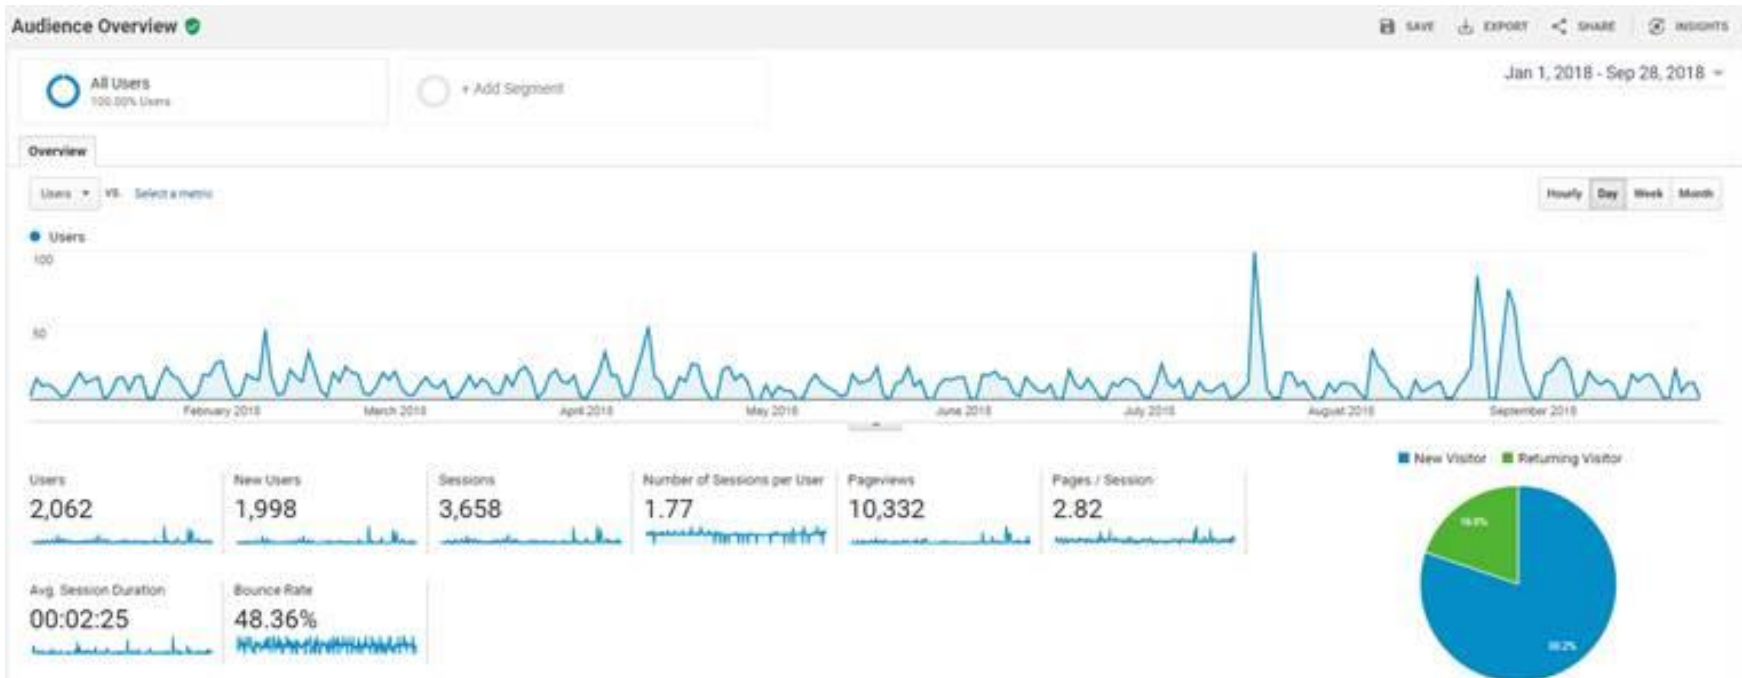 Audience Overview
SAVE EXPORT SHARE INSIGHTS
All Users
100.00% Users
+ Add Segment
Jan 1, 2018 - Sep 28, 2018
Overview
Users VS. Select a metric
Hourly Day Week Month
Users
100
50
February 2018 March 2018 April 2018 May 2018 June 2018 July 2018 August 2018 September 2018
New Visitor Returning Visitor
Users New Users Sessions Number of Sessions per User Pageviews Pages / Session
2,062 1,998 3,658 1.77 10,332 2.82
Avg. Session Duration Bounce Rate
00:02:25 48.36%